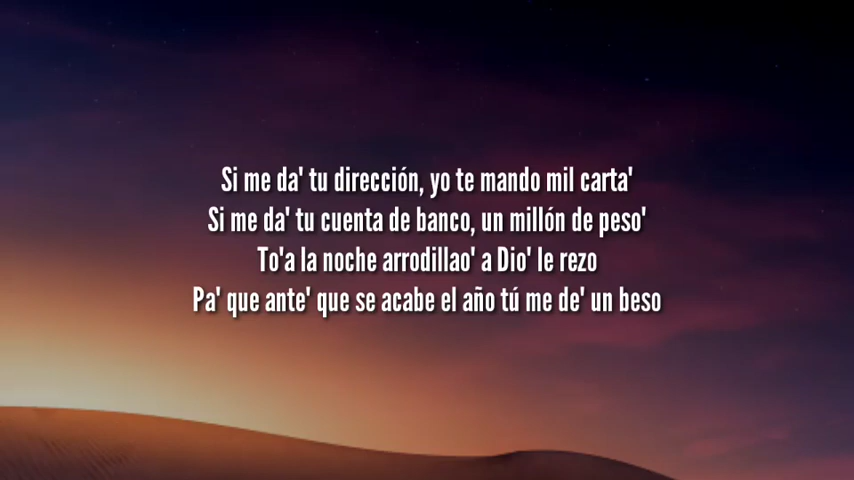 Si me da' tu dirección, yo te mando mil carta'
Si me da' tu cuenta de banco, un millón de peso'
To'a la noche arrodillao' a Dio' le rezo
Pa' que ante' que se acabe el año tú me de' un beso